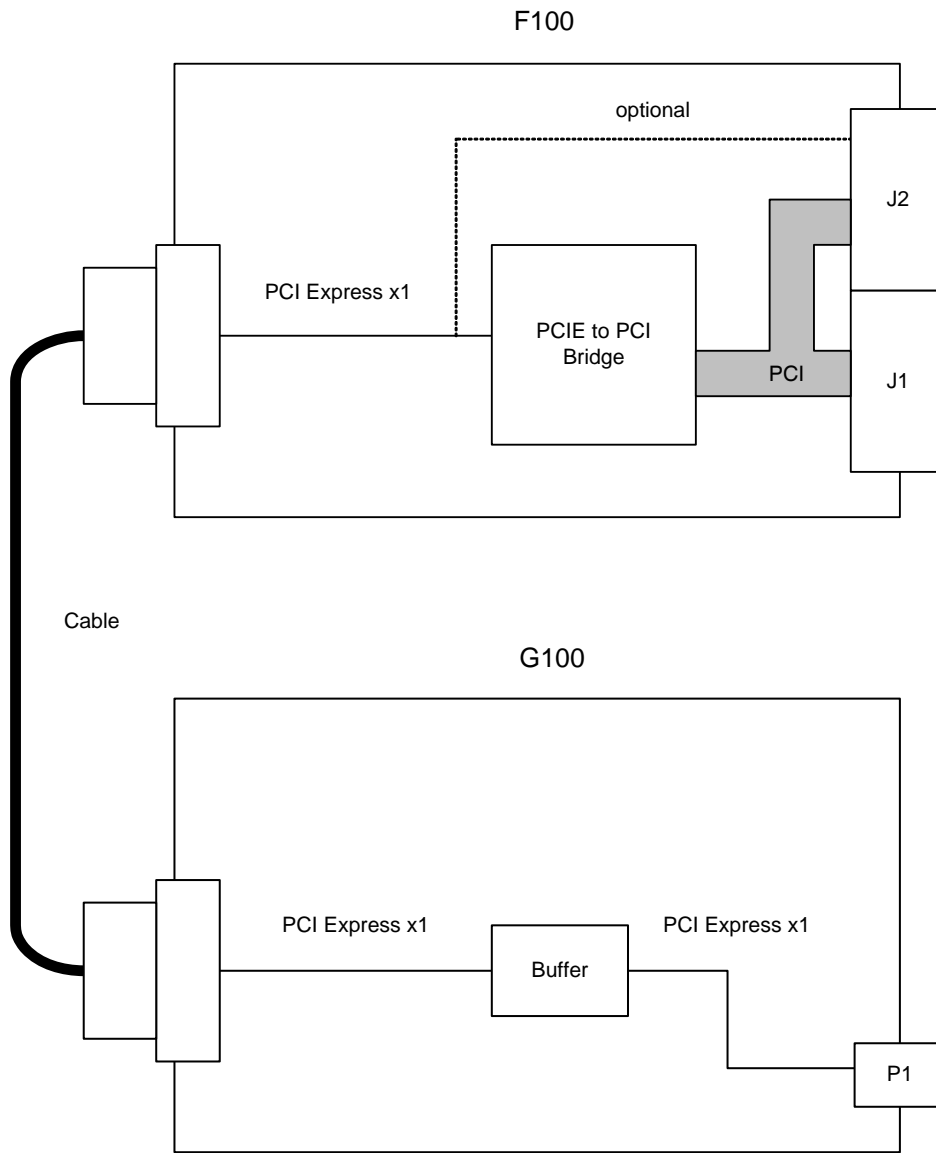 F100
optional
J2
PCI Express x1
PCIE to PCI
Bridge
PCI
J1
Cable
G100
PCI Express x1
PCI Express x1
Buffer
P1